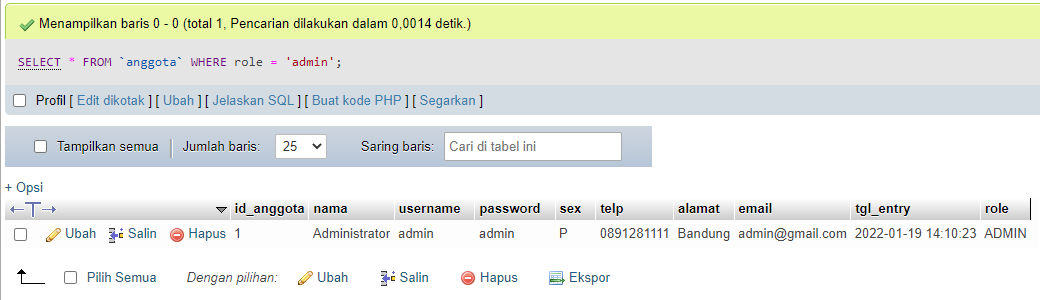 Menampilkan baris 0 - 0 (total 1, Pencarian dilakukan dalam 0,0014 detik.)
SELECT * FROM `anggota` WHERE role = 'admin';
Profil [ Edit dikotak ] [ Ubah ] [ Jelaskan SQL ] [ Buat kode PHP ] [ Segarkan ]
Tampilkan semua | Jumlah baris: 25 Saring baris: Cari di tabel ini
+ Opsi
←T→ id_anggota nama username password sex telp alamat email tgl_entry role
Ubah Salin Hapus 1 Administrator admin admin P 0891281111 Bandung admin@gmail.com 2022-01-19 14:10:23 ADMIN
Pilih Semua Dengan pilihan: Ubah Salin Hapus Ekspor